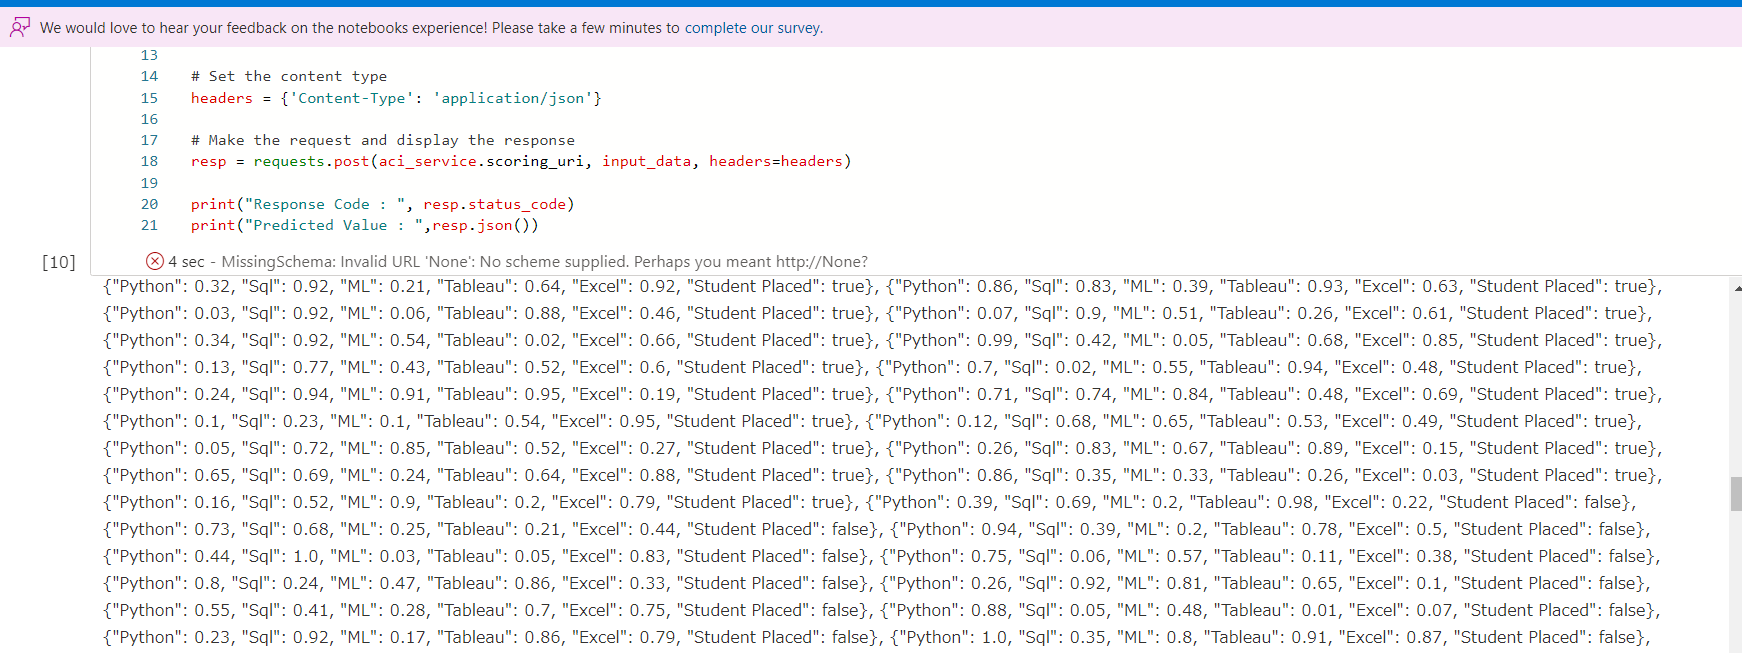 We would love to hear your feedback on the notebooks experience! Please take a few minutes to complete our survey.
13
14 # Set the content type
15 headers = {'Content-Type': 'application/json'}
16
17 # Make the request and display the response
18 resp = requests.post(aci_service.scoring_uri, input_data, headers=headers)
19
20 print("Response Code : ", resp.status_code)
21 print("Predicted Value : ",resp.json())
[10] 4 sec - MissingSchema: Invalid URL 'None': No scheme supplied. Perhaps you meant http://None?
{"Python": 0.32, "Sql": 0.92, "ML": 0.21, "Tableau": 0.64, "Excel": 0.92, "Student Placed": true}, {"Python": 0.86, "Sql": 0.83, "ML": 0.39, "Tableau": 0.93, "Excel": 0.63, "Student Placed": true},
{"Python": 0.03, "Sql": 0.92, "ML": 0.06, "Tableau": 0.88, "Excel": 0.46, "Student Placed": true}, {"Python": 0.07, "Sql": 0.9, "ML": 0.51, "Tableau": 0.26, "Excel": 0.61, "Student Placed": true},
{"Python": 0.34, "Sql": 0.92, "ML": 0.54, "Tableau": 0.02, "Excel": 0.66, "Student Placed": true}, {"Python": 0.99, "Sql": 0.42, "ML": 0.05, "Tableau": 0.68, "Excel": 0.85, "Student Placed": true},
{"Python": 0.13, "Sql": 0.77, "ML": 0.43, "Tableau": 0.52, "Excel": 0.6, "Student Placed": true}, {"Python": 0.7, "Sql": 0.02, "ML": 0.55, "Tableau": 0.94, "Excel": 0.48, "Student Placed": true},
{"Python": 0.24, "Sql": 0.94, "ML": 0.91, "Tableau": 0.95, "Excel": 0.19, "Student Placed": true}, {"Python": 0.71, "Sql": 0.74, "ML": 0.84, "Tableau": 0.48, "Excel": 0.69, "Student Placed": true},
{"Python": 0.1, "Sql": 0.23, "ML": 0.1, "Tableau": 0.54, "Excel": 0.95, "Student Placed": true}, {"Python": 0.12, "Sql": 0.68, "ML": 0.65, "Tableau": 0.53, "Excel": 0.49, "Student Placed": true},
{"Python": 0.05, "Sql": 0.72, "ML": 0.85, "Tableau": 0.52, "Excel": 0.27, "Student Placed": true}, {"Python": 0.26, "Sql": 0.83, "ML": 0.67, "Tableau": 0.89, "Excel": 0.15, "Student Placed": true},
{"Python": 0.65, "Sql": 0.69, "ML": 0.24, "Tableau": 0.64, "Excel": 0.88, "Student Placed": true}, {"Python": 0.86, "Sql": 0.35, "ML": 0.33, "Tableau": 0.26, "Excel": 0.03, "Student Placed": true},
{"Python": 0.16, "Sql": 0.52, "ML": 0.9, "Tableau": 0.2, "Excel": 0.79, "Student Placed": true}, {"Python": 0.39, "Sql": 0.69, "ML": 0.2, "Tableau": 0.98, "Excel": 0.22, "Student Placed": false},
{"Python": 0.73, "Sql": 0.68, "ML": 0.25, "Tableau": 0.21, "Excel": 0.44, "Student Placed": false}, {"Python": 0.94, "Sql": 0.39, "ML": 0.2, "Tableau": 0.78, "Excel": 0.5, "Student Placed": false},
{"Python": 0.44, "Sql": 1.0, "ML": 0.03, "Tableau": 0.05, "Excel": 0.83, "Student Placed": false}, {"Python": 0.75, "Sql": 0.06, "ML": 0.57, "Tableau": 0.11, "Excel": 0.38, "Student Placed": false},
{"Python": 0.8, "Sql": 0.24, "ML": 0.47, "Tableau": 0.86, "Excel": 0.33, "Student Placed": false}, {"Python": 0.26, "Sql": 0.92, "ML": 0.81, "Tableau": 0.65, "Excel": 0.1, "Student Placed": false},
{"Python": 0.55, "Sql": 0.41, "ML": 0.28, "Tableau": 0.7, "Excel": 0.75, "Student Placed": false}, {"Python": 0.88, "Sql": 0.05, "ML": 0.48, "Tableau": 0.01, "Excel": 0.07, "Student Placed": false},
{"Python": 0.23, "Sql": 0.92, "ML": 0.17, "Tableau": 0.86, "Excel": 0.79, "Student Placed": false}, {"Python": 1.0, "Sql": 0.35, "ML": 0.8, "Tableau": 0.91, "Excel": 0.87, "Student Placed": false},